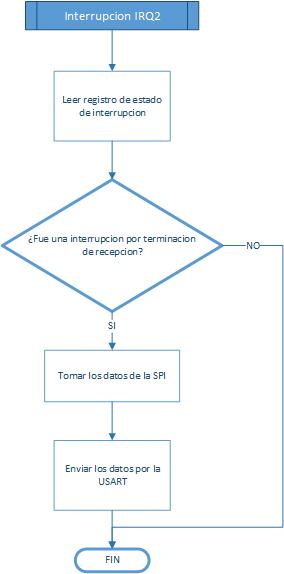 Interrupcion IRQ2
Leer registro de estado
de interrupcion
¿Fue una interrupcion por terminacion
de recepcion?
NO
SI
Tomar los datos de la SPI
Enviar los datos por la
USART
FIN